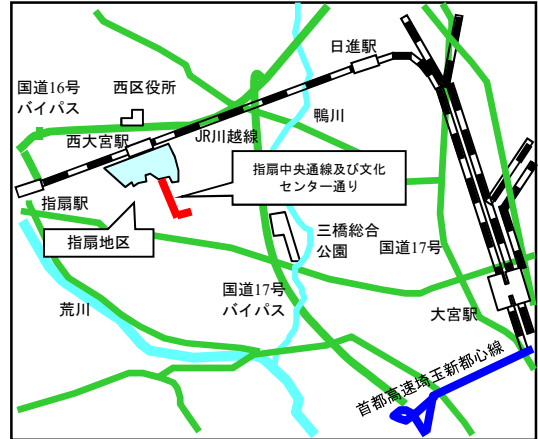 日進駅
国道16号
バイパス
西区役所
鴨川
西大宮駅
JR川越線
指扇中央通線及び文化
センター通り
指扇駅
指扇地区
三橋総合
公園
国道17号
荒川
国道17号
バイパス
大宮駅
首都高速埼玉新都心線